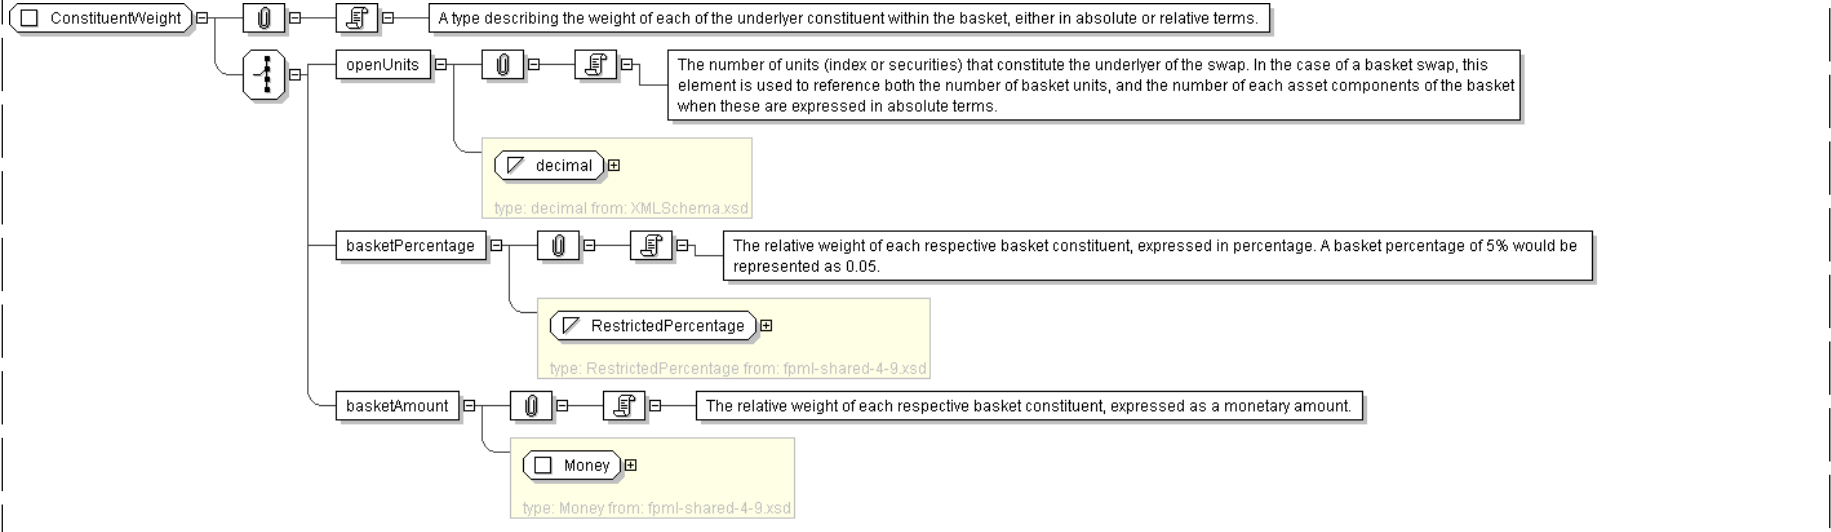 ConstituentWeight
A type describing the weight of each of the underlyer constituent within the basket, either in absolute or relative terms.
openUnits
The number of units (index or securities) that constitute the underlyer of the swap. In the case of a basket swap, this
element is used to reference both the number of basket units, and the number of each asset components of the basket
when these are expressed in absolute terms.
decimal
type: decimal from: XMLSchema.xsd
basketPercentage
The relative weight of each respective basket constituent, expressed in percentage. A basket percentage of 5% would be
represented as 0.05.
RestrictedPercentage
type: RestrictedPercentage from: fpml-shared-4-9.xsd
basketAmount
The relative weight of each respective basket constituent, expressed as a monetary amount.
Money
type: Money from: fpml-shared-4-9.xsd